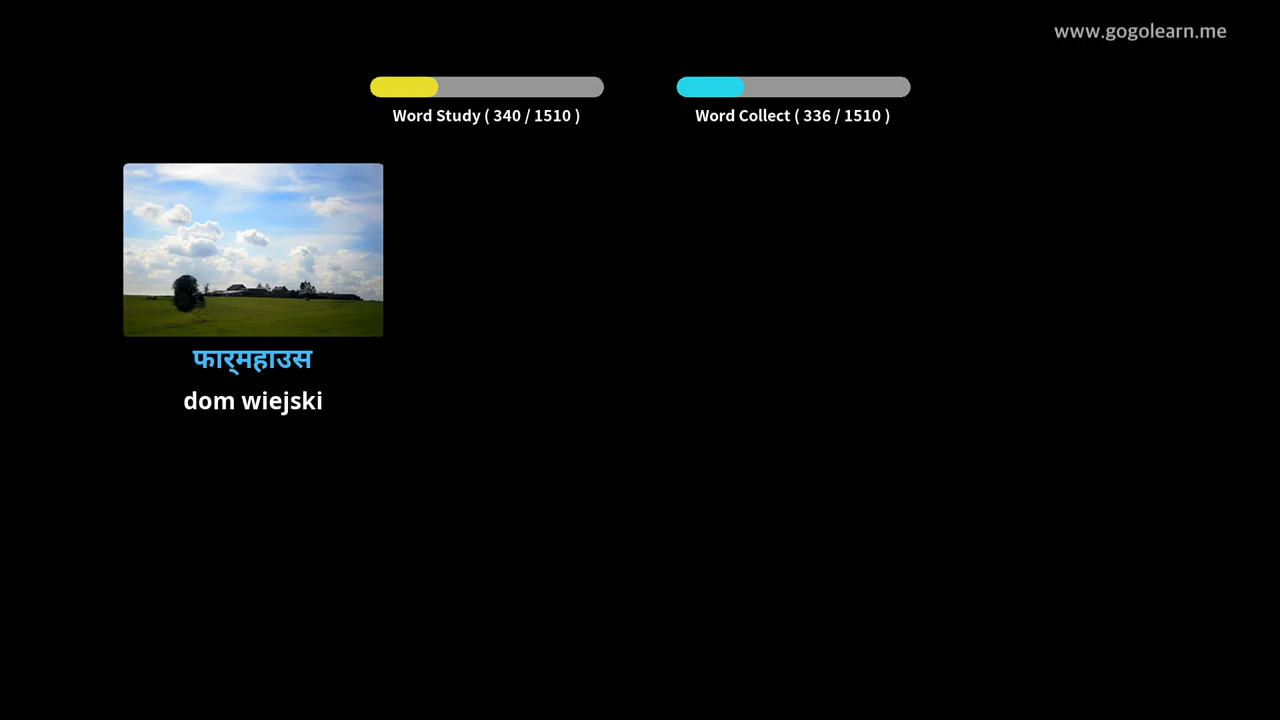 www.gogolearn.me
Word Study ( 340 / 1510 )
Word Collect ( 336 / 1510 )
फार्‌महाउस
dom wiejski